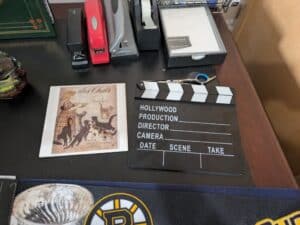 HOLLYWOOD
PRODUCTION
DIRECTOR
CAMERA
DATE SCENE TAKE
B